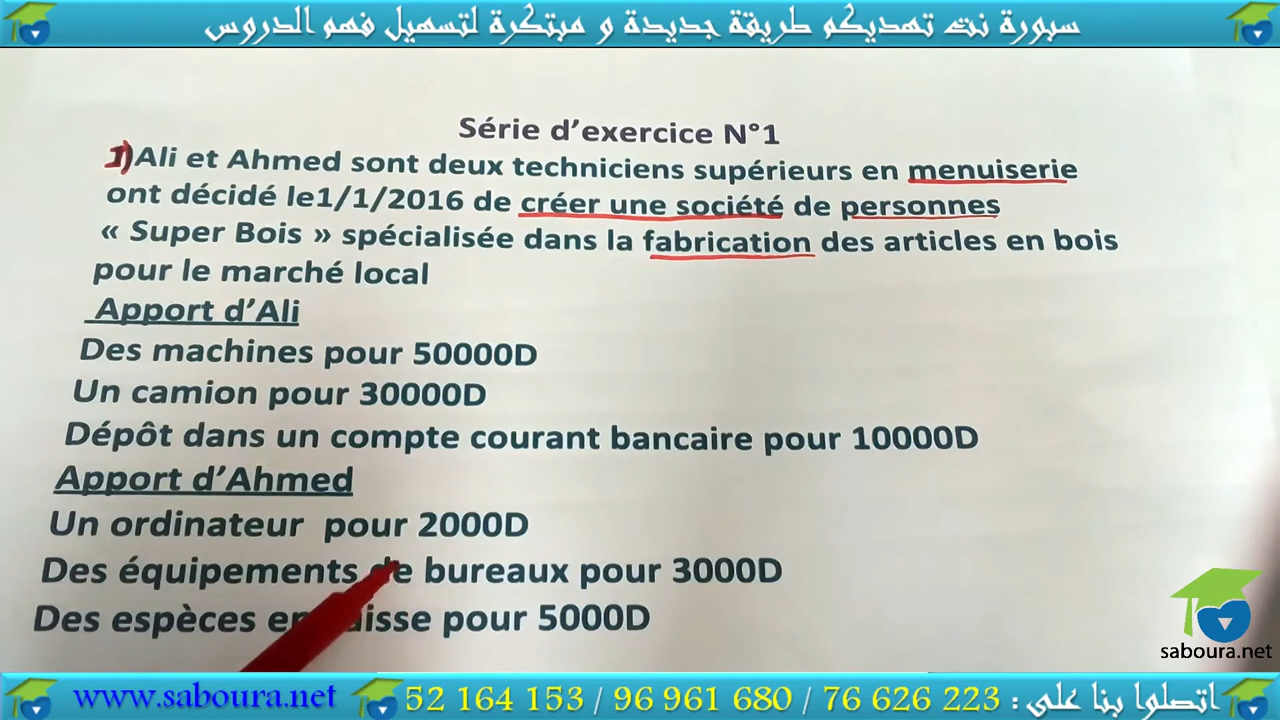 سبورة نت تهديكم طريقة جديدة و مبتكرة لتسهيل فهم الدروس
Série d'exercice N°1
1)Ali et Ahmed sont deux techniciens supérieurs en menuiserie
ont décidé le1/1/2016 de créer une société de personnes
« Super Bois » spécialisée dans la fabrication des articles en bois
pour le marché local
Apport d'Ali
Des machines pour 50000D
Un camion pour 30000D
Dépôt dans un compte courant bancaire pour 10000D
Apport d'Ahmed
Un ordinateur pour 2000D
Des équipements de bureaux pour 3000D
Des espèces en caisse pour 5000D
saboura.net
www.saboura.net
اتصلوا بنا على : 52 164 153 / 96 961 680 / 76 626 223